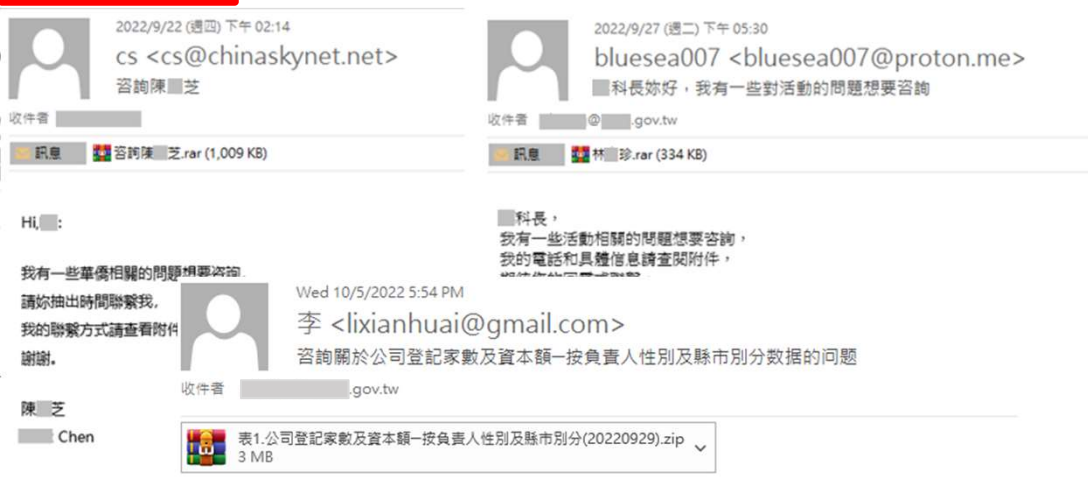 2022/9/22 (週四) 下午 02:14
cs <cs@chinaskynet.net>
咨詢陳 芝
收件者
訊息 咨詢陳 芝.rar (1,009 KB)
Hi, :
我有一些華僑相關的問題想要咨詢,
請妳抽出時間聯繫我,
我的聯繫方式請查看附件
謝謝。
陳 芝
Chen
2022/9/27 (週二) 下午 05:30
bluesea007 <bluesea007@proton.me>
科長妳好,我有一些對活動的問題想要咨詢
收件者 @ .gov.tw
訊息 林 珍.rar (334 KB)
科長,
我有一些活動相關的問題想要咨詢,
我的電話和具體信息請查閱附件,
Wed 10/5/2022 5:54 PM
李 <lixianhuai@gmail.com>
咨詢關於公司登記家數及資本額─按負責人性別及縣市別分数据的问题
收件者 .gov.tw
表1.公司登記家數及資本額─按負責人性別及縣市別分(20220929).zip
3 MB